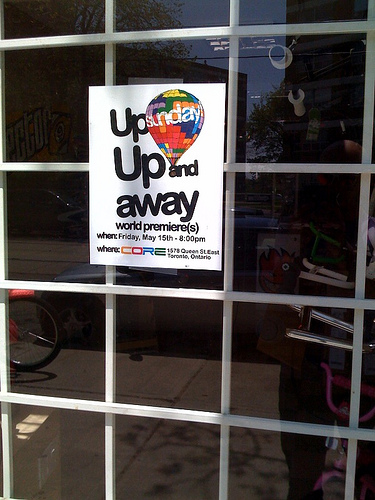 Up
sunday
Up and
away
world premiere(s)
when: Friday, May 15th - 8:00pm
where: CORE 1578 Queen St.East
Toronto, Ontario